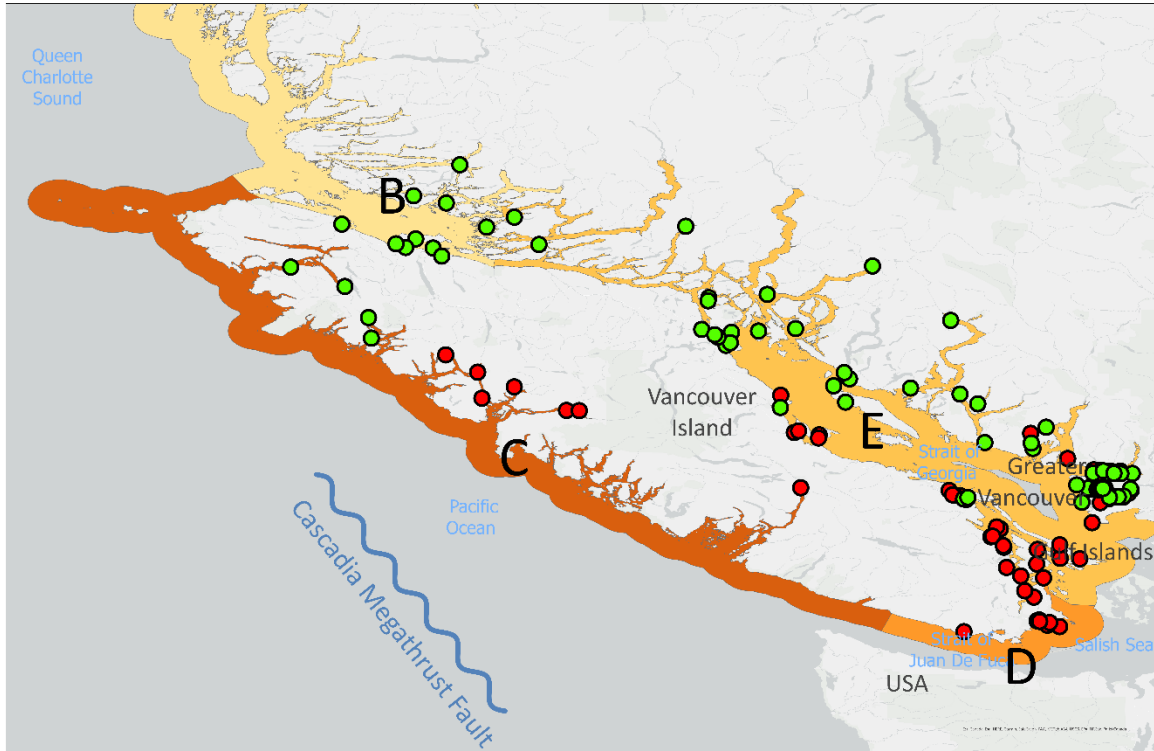 Queen
Charlotte
Sound
B
Vancouver
Island
E
Strait of
Georgia
Greater
Vancouver
C
Pacific
Ocean
Cascadia Megathrust Fault
Gulf Islands
Strait of
Juan De Fuca
D
Salish Sea
USA